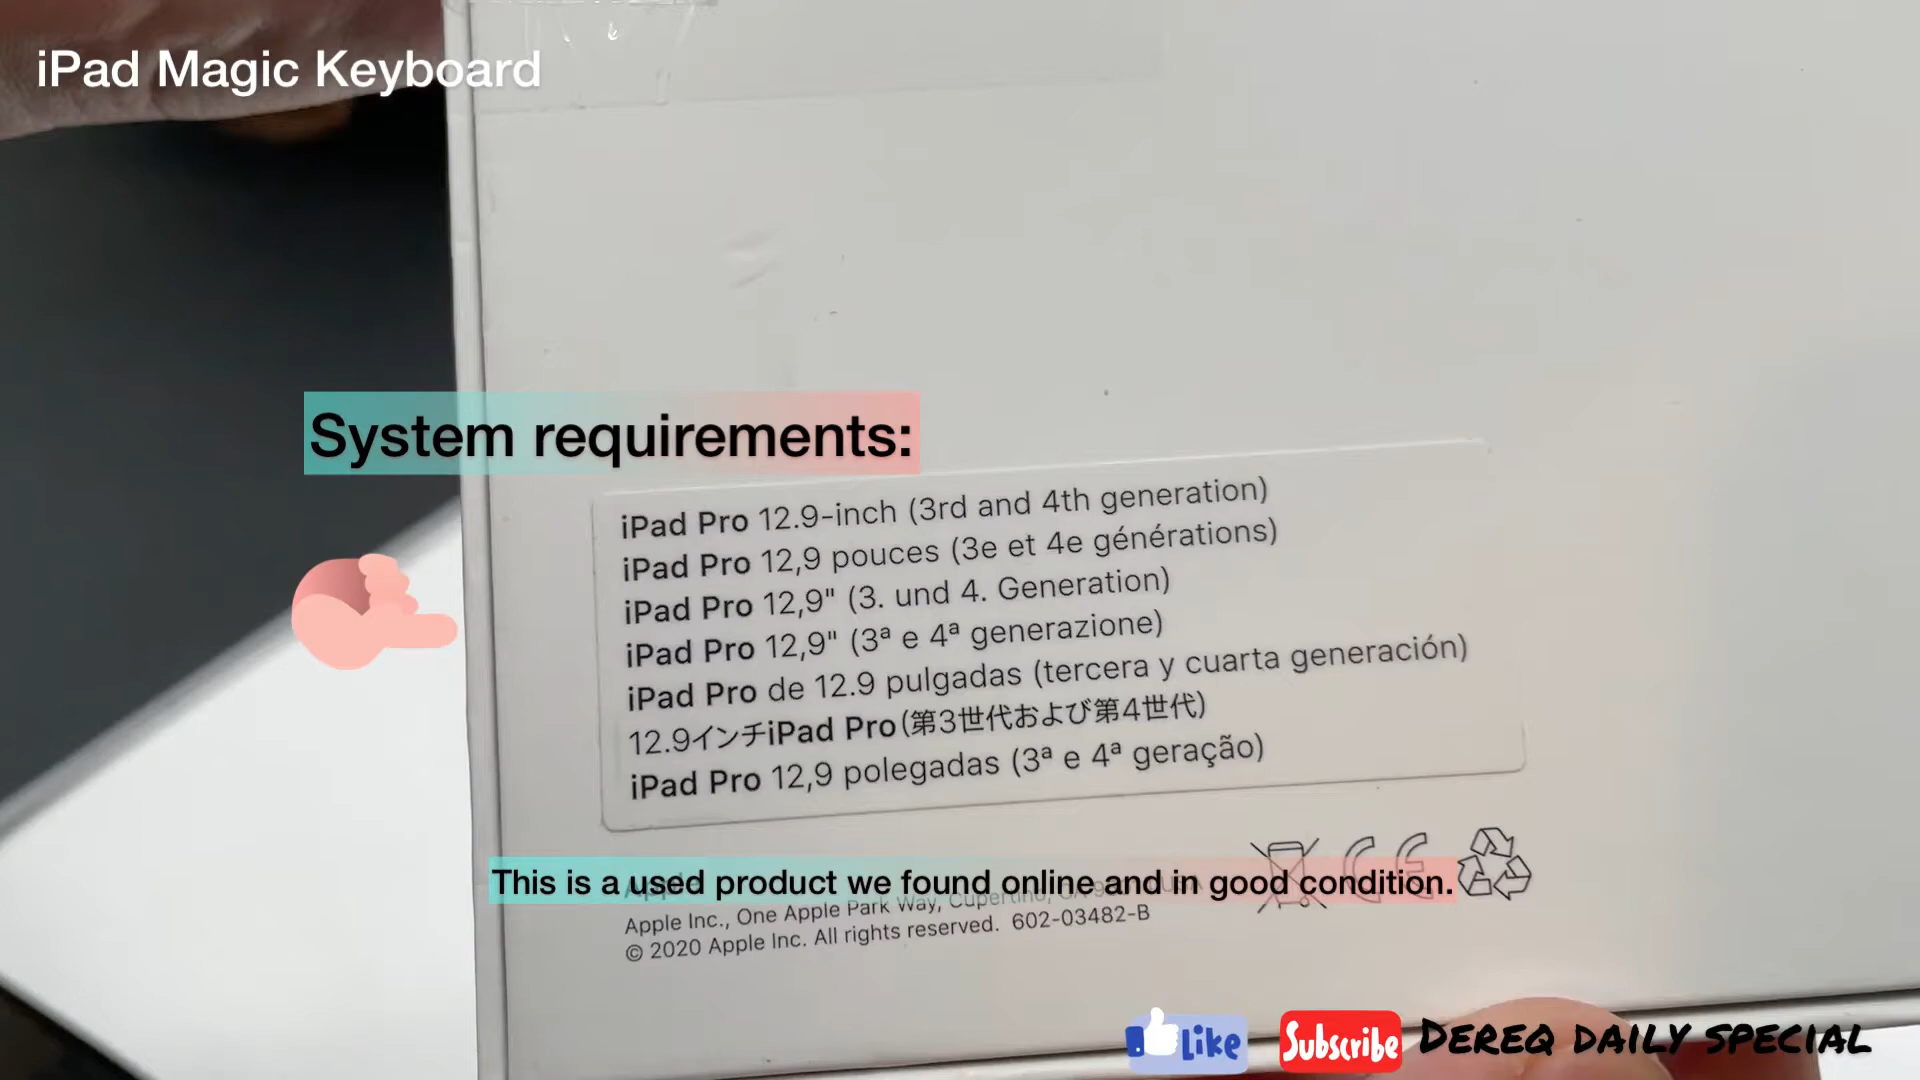 iPad Magic Keyboard
System requirements:
iPad Pro 12.9-inch (3rd and 4th generation)
iPad Pro 12,9 pouces (3e et 4e générations)
iPad Pro 12,9" (3. und 4. Generation)
iPad Pro 12,9" (3ª e 4ª generazione)
iPad Pro de 12.9 pulgadas (tercera y cuarta generación)
12.9インチiPad Pro(第3世代および第4世代)
iPad Pro 12,9 polegadas (3ª e 4ª geração)
This is a used product we found online and in good condition.
Apple Inc., One Apple Park Way, Cupertino, CA
© 2020 Apple Inc. All rights reserved. 602-03482-B
Like
Subscribe
DEREQ DAILY SPECIAL